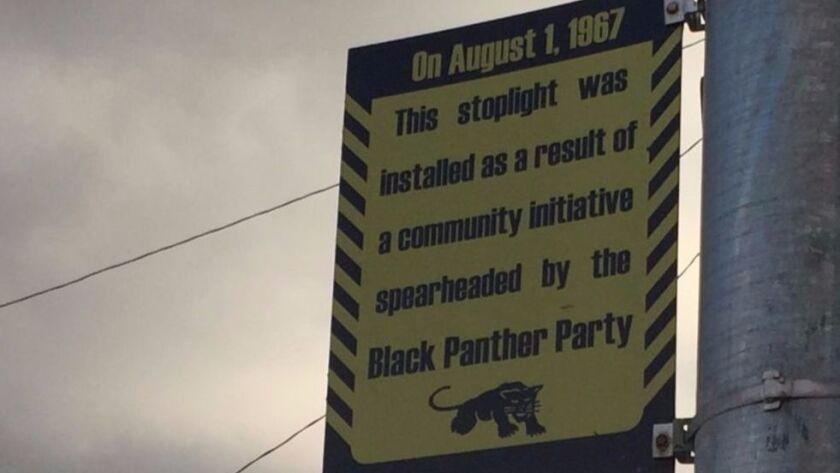 On August 1, 1967
This stoplight was
installed as a result of
a community initiative
spearheaded by the
Black Panther Party